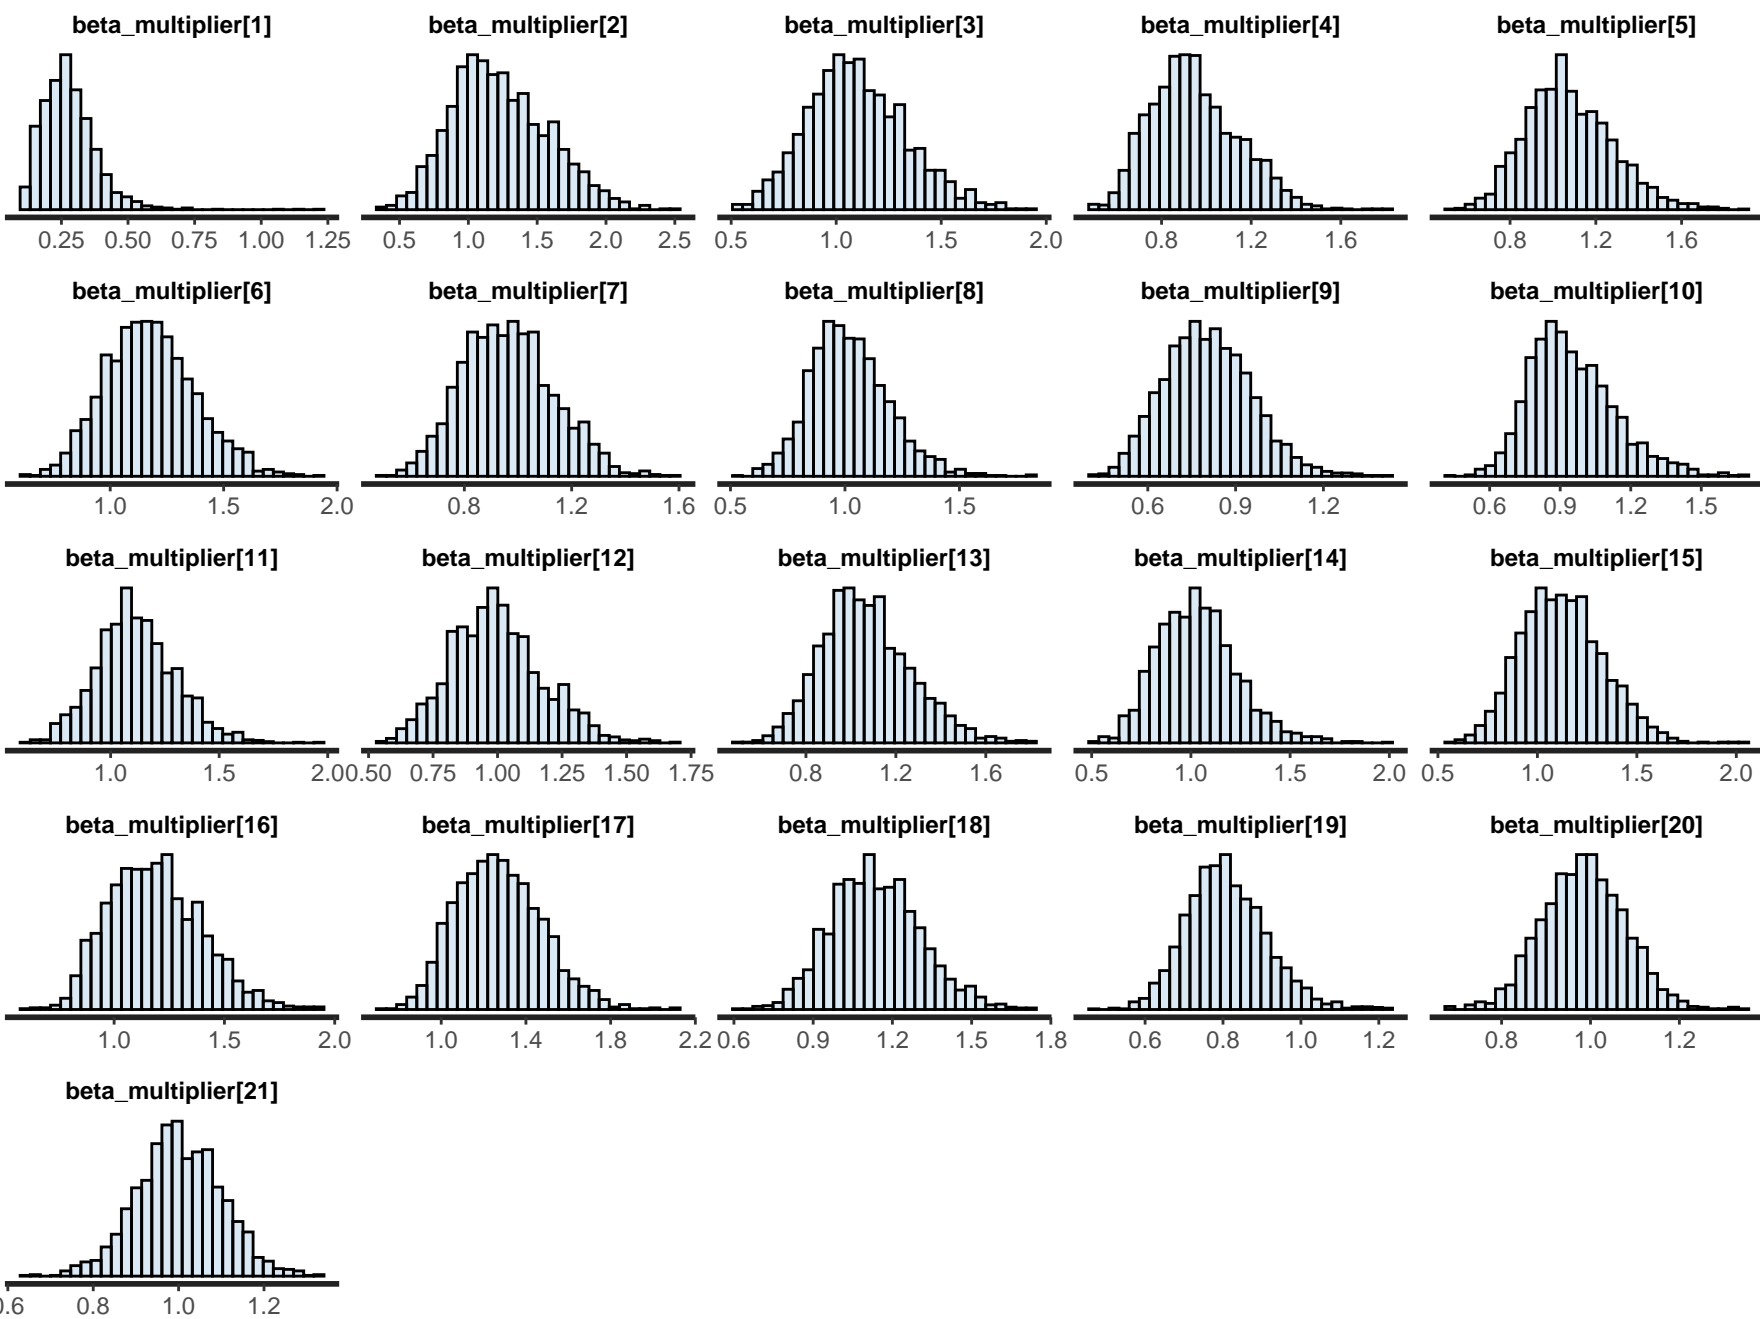 beta_multiplier[1] beta_multiplier[2] beta_multiplier[3] beta_multiplier[4] beta_multiplier[5]
0.25 0.50 0.75 1.00 1.25 0.5 1.0 1.5 2.0 2.5 0.5 1.0 1.5 2.0 0.8 1.2 1.6 0.8 1.2 1.6
beta_multiplier[6] beta_multiplier[7] beta_multiplier[8] beta_multiplier[9] beta_multiplier[10]
1.0 1.5 2.0 0.8 1.2 1.6 0.5 1.0 1.5 0.6 0.9 1.2 0.6 0.9 1.2 1.5
beta_multiplier[11] beta_multiplier[12] beta_multiplier[13] beta_multiplier[14] beta_multiplier[15]
1.0 1.5 2.0 0.50 0.75 1.00 1.25 1.50 1.75 0.8 1.2 1.6 0.5 1.0 1.5 2.0 0.5 1.0 1.5 2.0
beta_multiplier[16] beta_multiplier[17] beta_multiplier[18] beta_multiplier[19] beta_multiplier[20]
1.0 1.5 2.0 1.0 1.4 1.8 2.2 0.6 0.9 1.2 1.5 1.8 0.6 0.8 1.0 1.2 0.8 1.0 1.2
beta_multiplier[21]
0.6 0.8 1.0 1.2